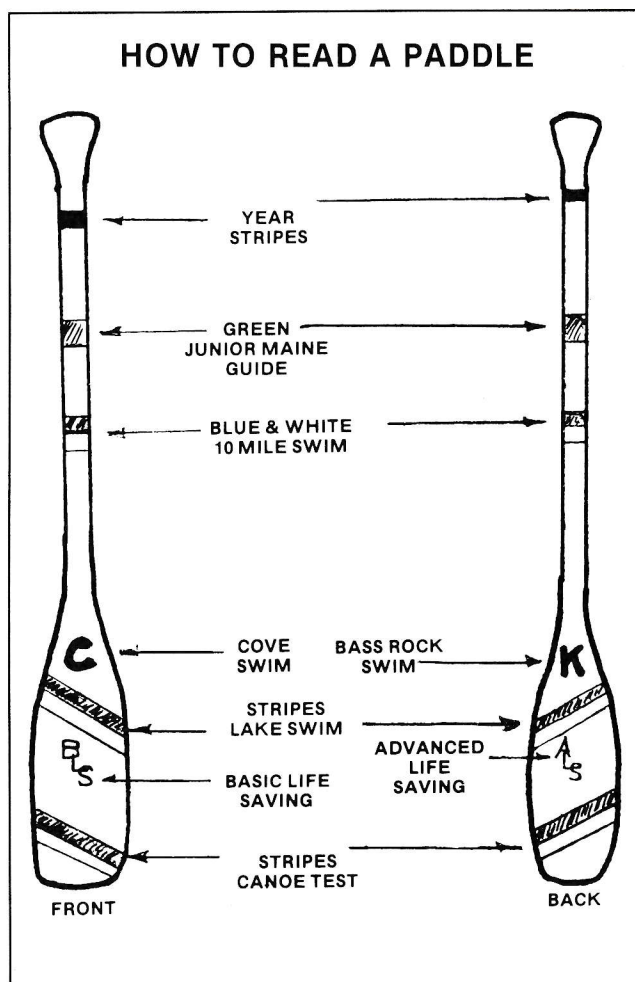 HOW TO READ A PADDLE
YEAR
STRIPES
GREEN
JUNIOR MAINE
GUIDE
BLUE & WHITE
10 MILE SWIM
C
COVE
SWIM
BASS ROCK
SWIM
K
STRIPES
LAKE SWIM
BLS
BASIC LIFE
SAVING
ADVANCED
LIFE
SAVING
ALS
STRIPES
CANOE TEST
FRONT
BACK